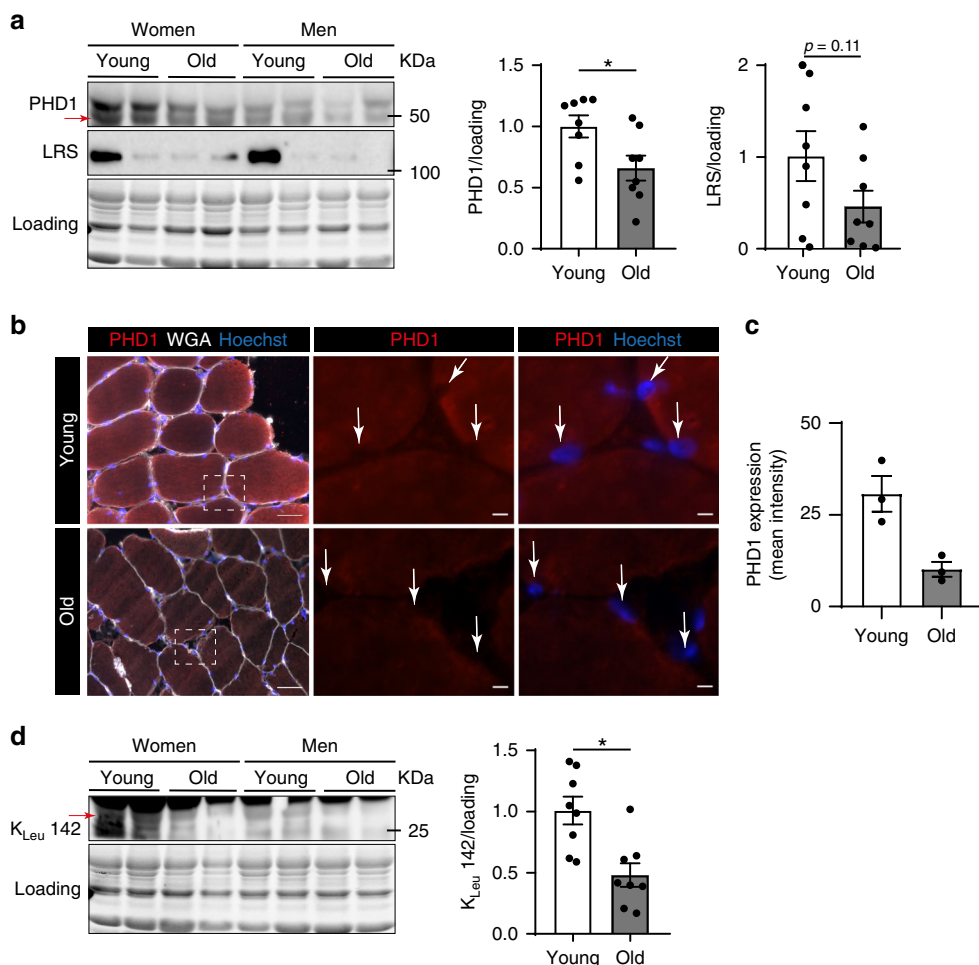 a
Women Men
Young Old Young Old KDa
PHD1
50
LRS
100
Loading
1.5
1.0
0.5
0.0
PHD1/loading
*
Young Old
2
1
0
LRS/loading
p = 0.11
Young Old
b
PHD1 WGA Hoechst
PHD1
PHD1 Hoechst
Young
Old
c
50
25
0
PHD1 expression
(mean intensity)
Young Old
d
Women Men
Young Old Young Old KDa
KLeu 142
25
Loading
1.5
1.0
0.5
0.0
KLeu 142/loading
*
Young Old